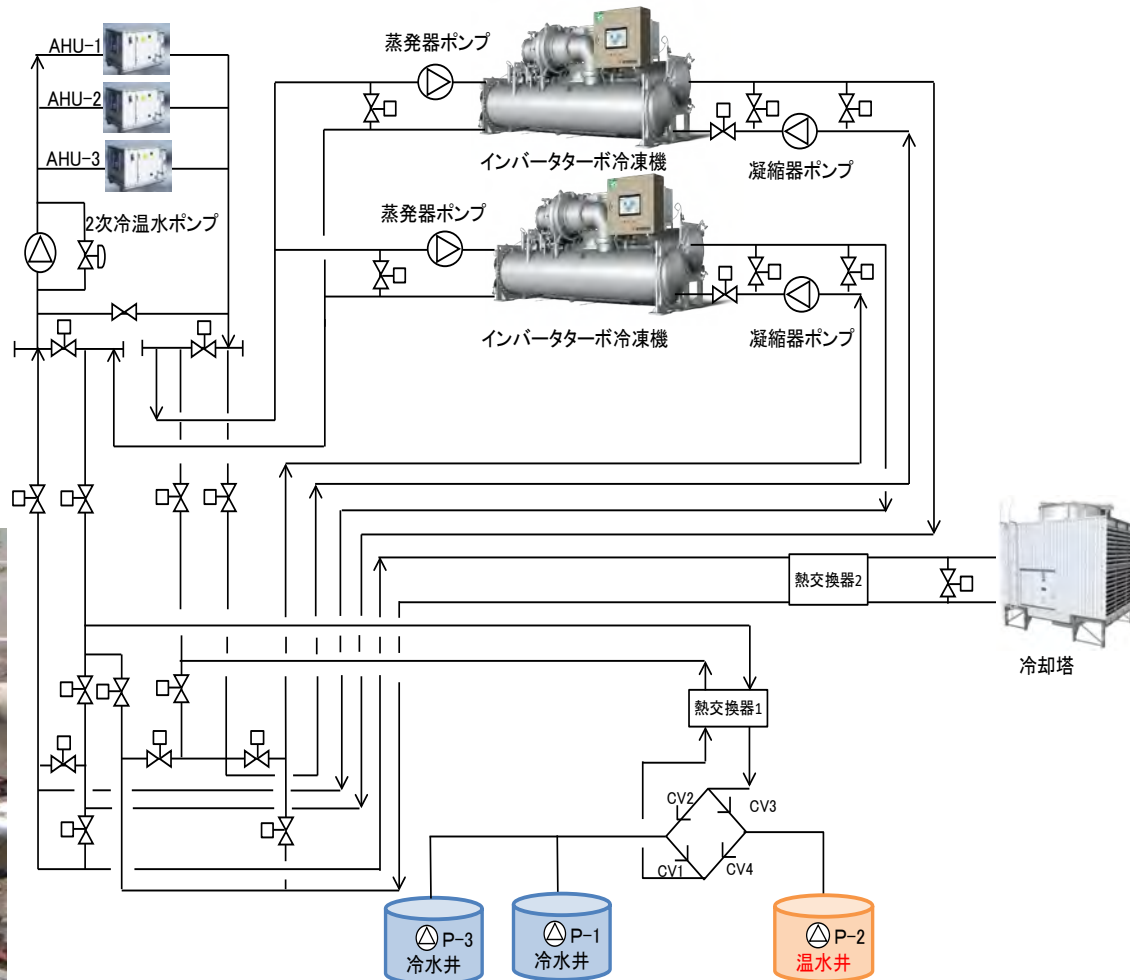 AHU-1
蒸発器ポンプ
AHU-2
AHU-3
インバータターボ冷凍機
凝縮器ポンプ
2次冷温水ポンプ
蒸発器ポンプ
インバータターボ冷凍機
凝縮器ポンプ
熱交換器2
冷却塔
熱交換器1
CV2
CV3
CV1
CV4
P-3
冷水井
P-1
冷水井
P-2
温水井